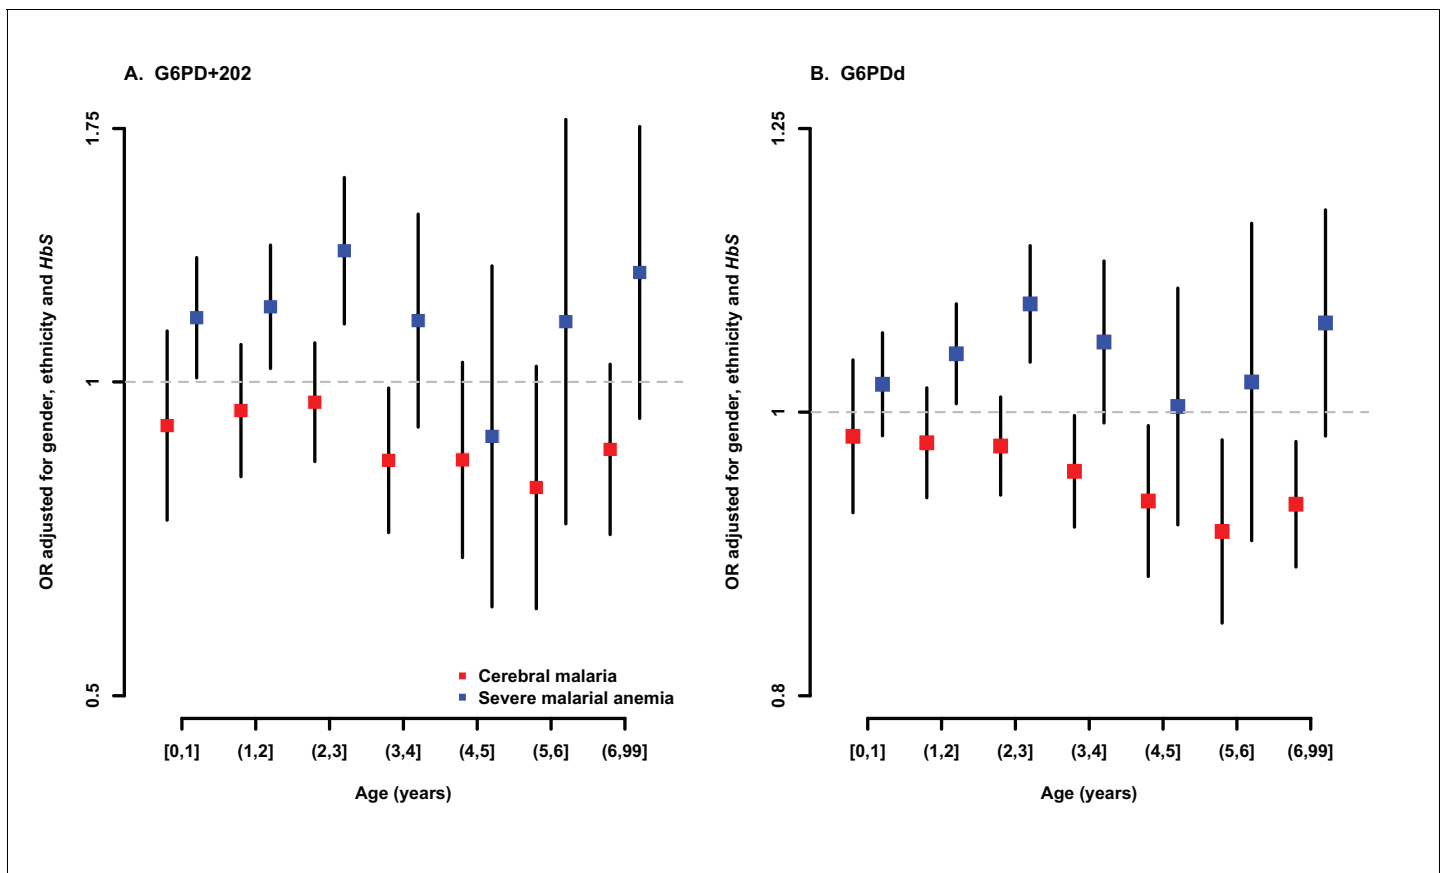 A. G6PD+202
OR adjusted for gender, ethnicity and HbS
1.75
1
0.5
Cerebral malaria
Severe malarial anemia
[0,1] (1,2] (2,3] (3,4] (4,5] (5,6] (6,99]
Age (years)
B. G6PDd
OR adjusted for gender, ethnicity and HbS
1.25
1
0.8
[0,1] (1,2] (2,3] (3,4] (4,5] (5,6] (6,99]
Age (years)